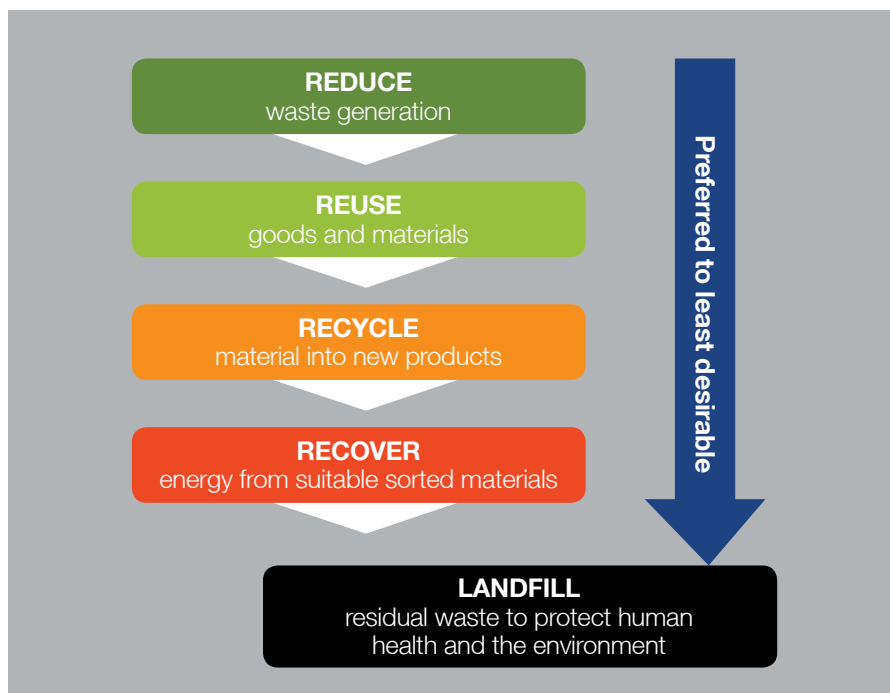 REDUCE
waste generation
REUSE
goods and materials
RECYCLE
material into new products
RECOVER
energy from suitable sorted materials
LANDFILL
residual waste to protect human
health and the environment
Preferred to least desirable